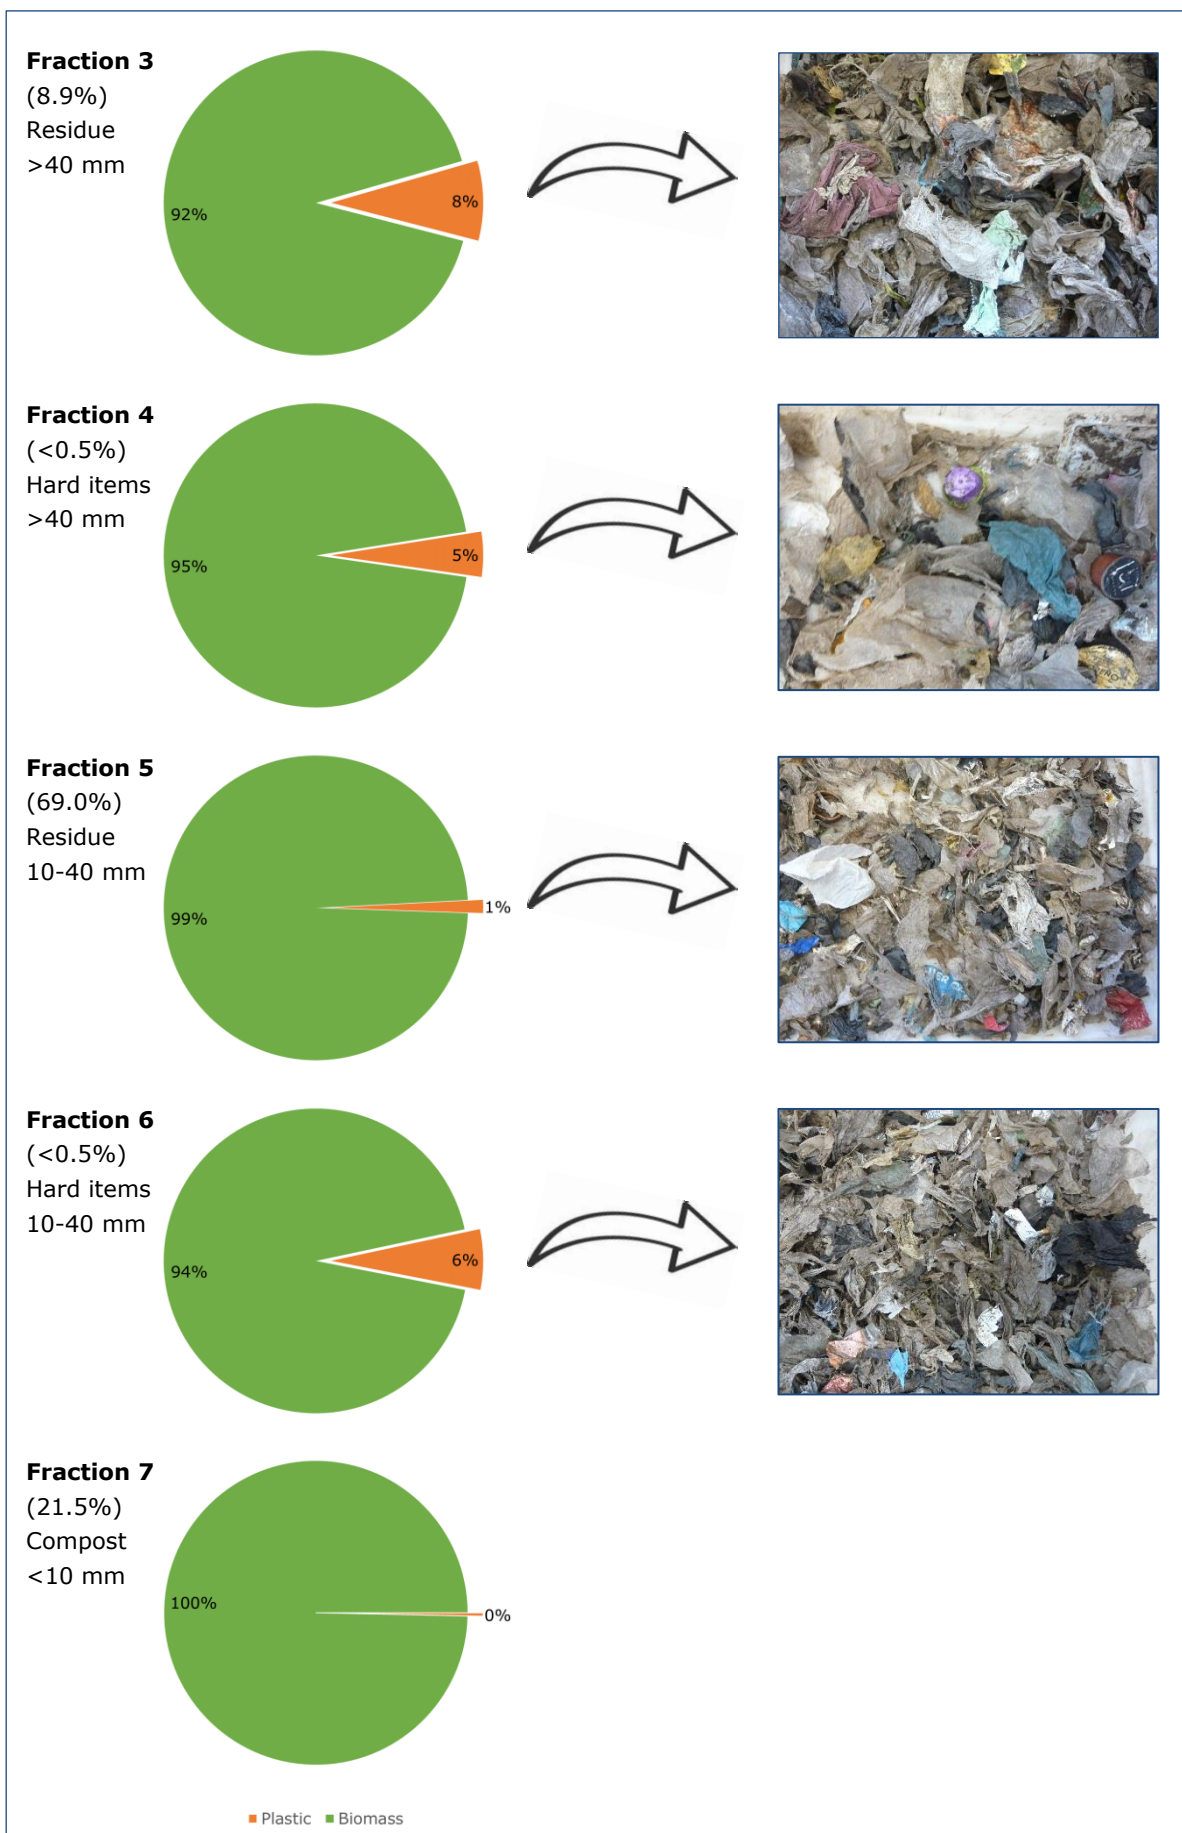 Fraction 3
(8.9%)
Residue
>40 mm
92%
8%
Fraction 4
(<0.5%)
Hard items
>40 mm
95%
5%
Fraction 5
(69.0%)
Residue
10-40 mm
99%
1%
Fraction 6
(<0.5%)
Hard items
10-40 mm
94%
6%
Fraction 7
(21.5%)
Compost
<10 mm
100%
0%
Plastic
Biomass